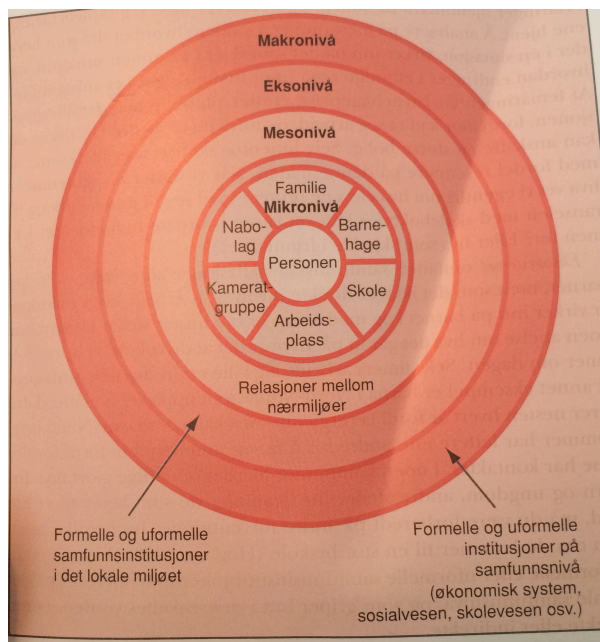 Makronivå
Eksonivå
Mesonivå
Familie
Mikronivå
Nabo-
lag
Barne-
hage
Personen
Kamerat-
gruppe
Skole
Arbeids-
plass
Relasjoner mellom
nærmiljøer
Formelle og uformelle
samfunnsinstitusjoner
i det lokale miljøet
Formelle og uformelle
institusjoner på
samfunnsnivå
(økonomisk system,
sosialvesen, skolevesen osv.)